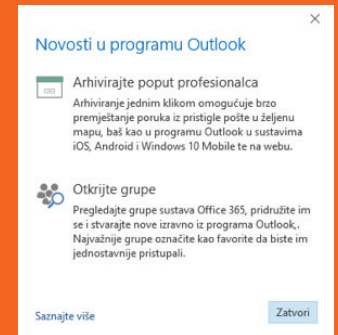 Novosti u programu Outlook
Arhivirajte poput profesionalca
Arhiviranje jednim klikom omogućuje brzo
premještanje poruka iz pristigle pošte u željenu
mapu, baš kao u programu Outlook u sustavima
iOS, Android i Windows 10 Mobile te na webu.
Otkrijte grupe
Pregledajte grupe sustava Office 365, pridružite im
se i stvarajte nove izravno iz programa Outlook,.
Najvažnije grupe označite kao favorite da biste im
jednostavnije pristupali.
Saznajte više
Zatvori